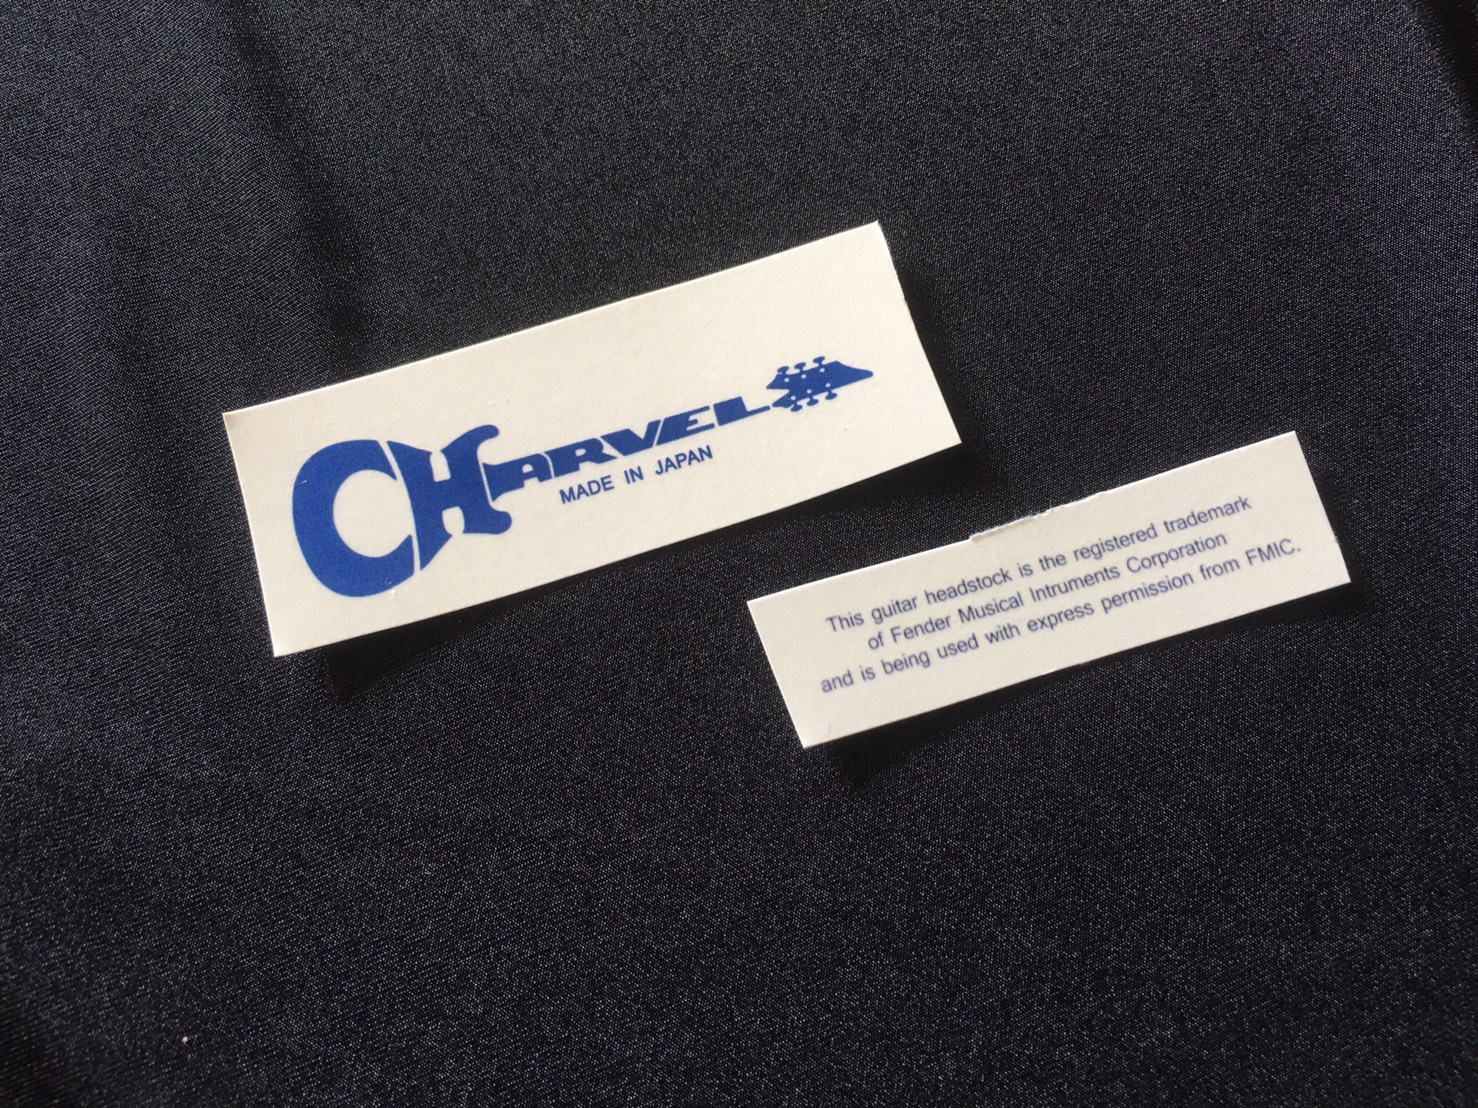 CHARVEL
MADE IN JAPAN
This guitar headstock is the registered trademark
of Fender Musical Intruments Corporation
and is being used with express permission from FMIC.